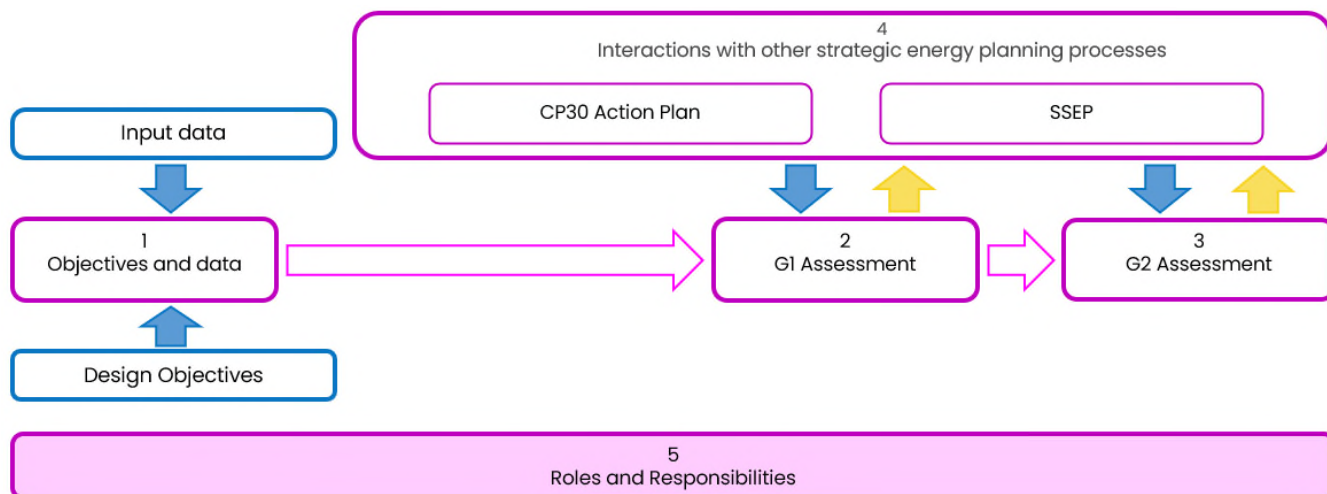 4
Interactions with other strategic energy planning processes
CP30 Action Plan
SSEP
Input data
1
Objectives and data
2
G1 Assessment
3
G2 Assessment
Design Objectives
5
Roles and Responsibilities